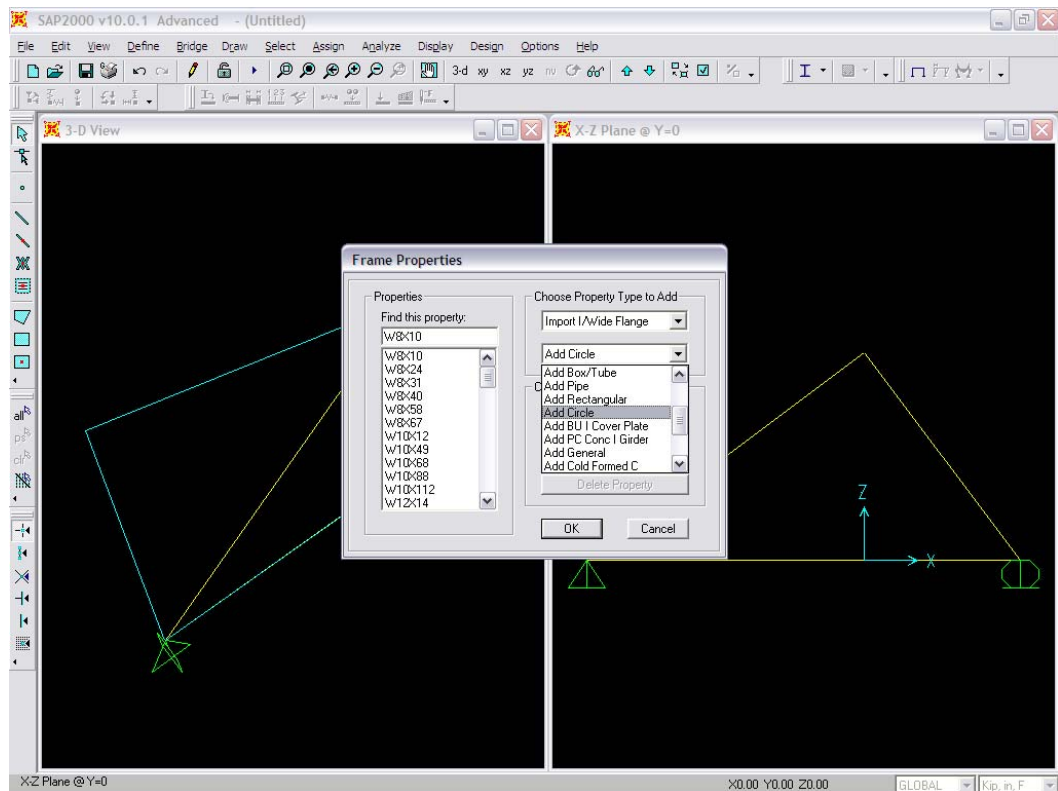 SAP2000 v10.0.1 Advanced - (Untitled)
File Edit View Define Bridge Draw Select Assign Analyze Display Design Options Help
3-d xy xz yz nv
3-D View
X-Z Plane @ Y=0
Frame Properties
Properties
Find this property:
W8X10
W8X10
W8X24
W8X31
W8X40
W8X58
W8X67
W10X12
W10X49
W10X68
W10X88
W10X112
W12X14
Choose Property Type to Add
Import I/Wide Flange
Add Circle
Add Box/Tube
Add Pipe
Add Rectangular
Add Circle
Add BU I Cover Plate
Add PC Conc I Girder
Add General
Add Cold Formed C
Delete Property
OK Cancel
Z
X
all
ps
clr
X-Z Plane @ Y=0
X0.00 Y0.00 Z0.00
GLOBAL
Kip, in, F